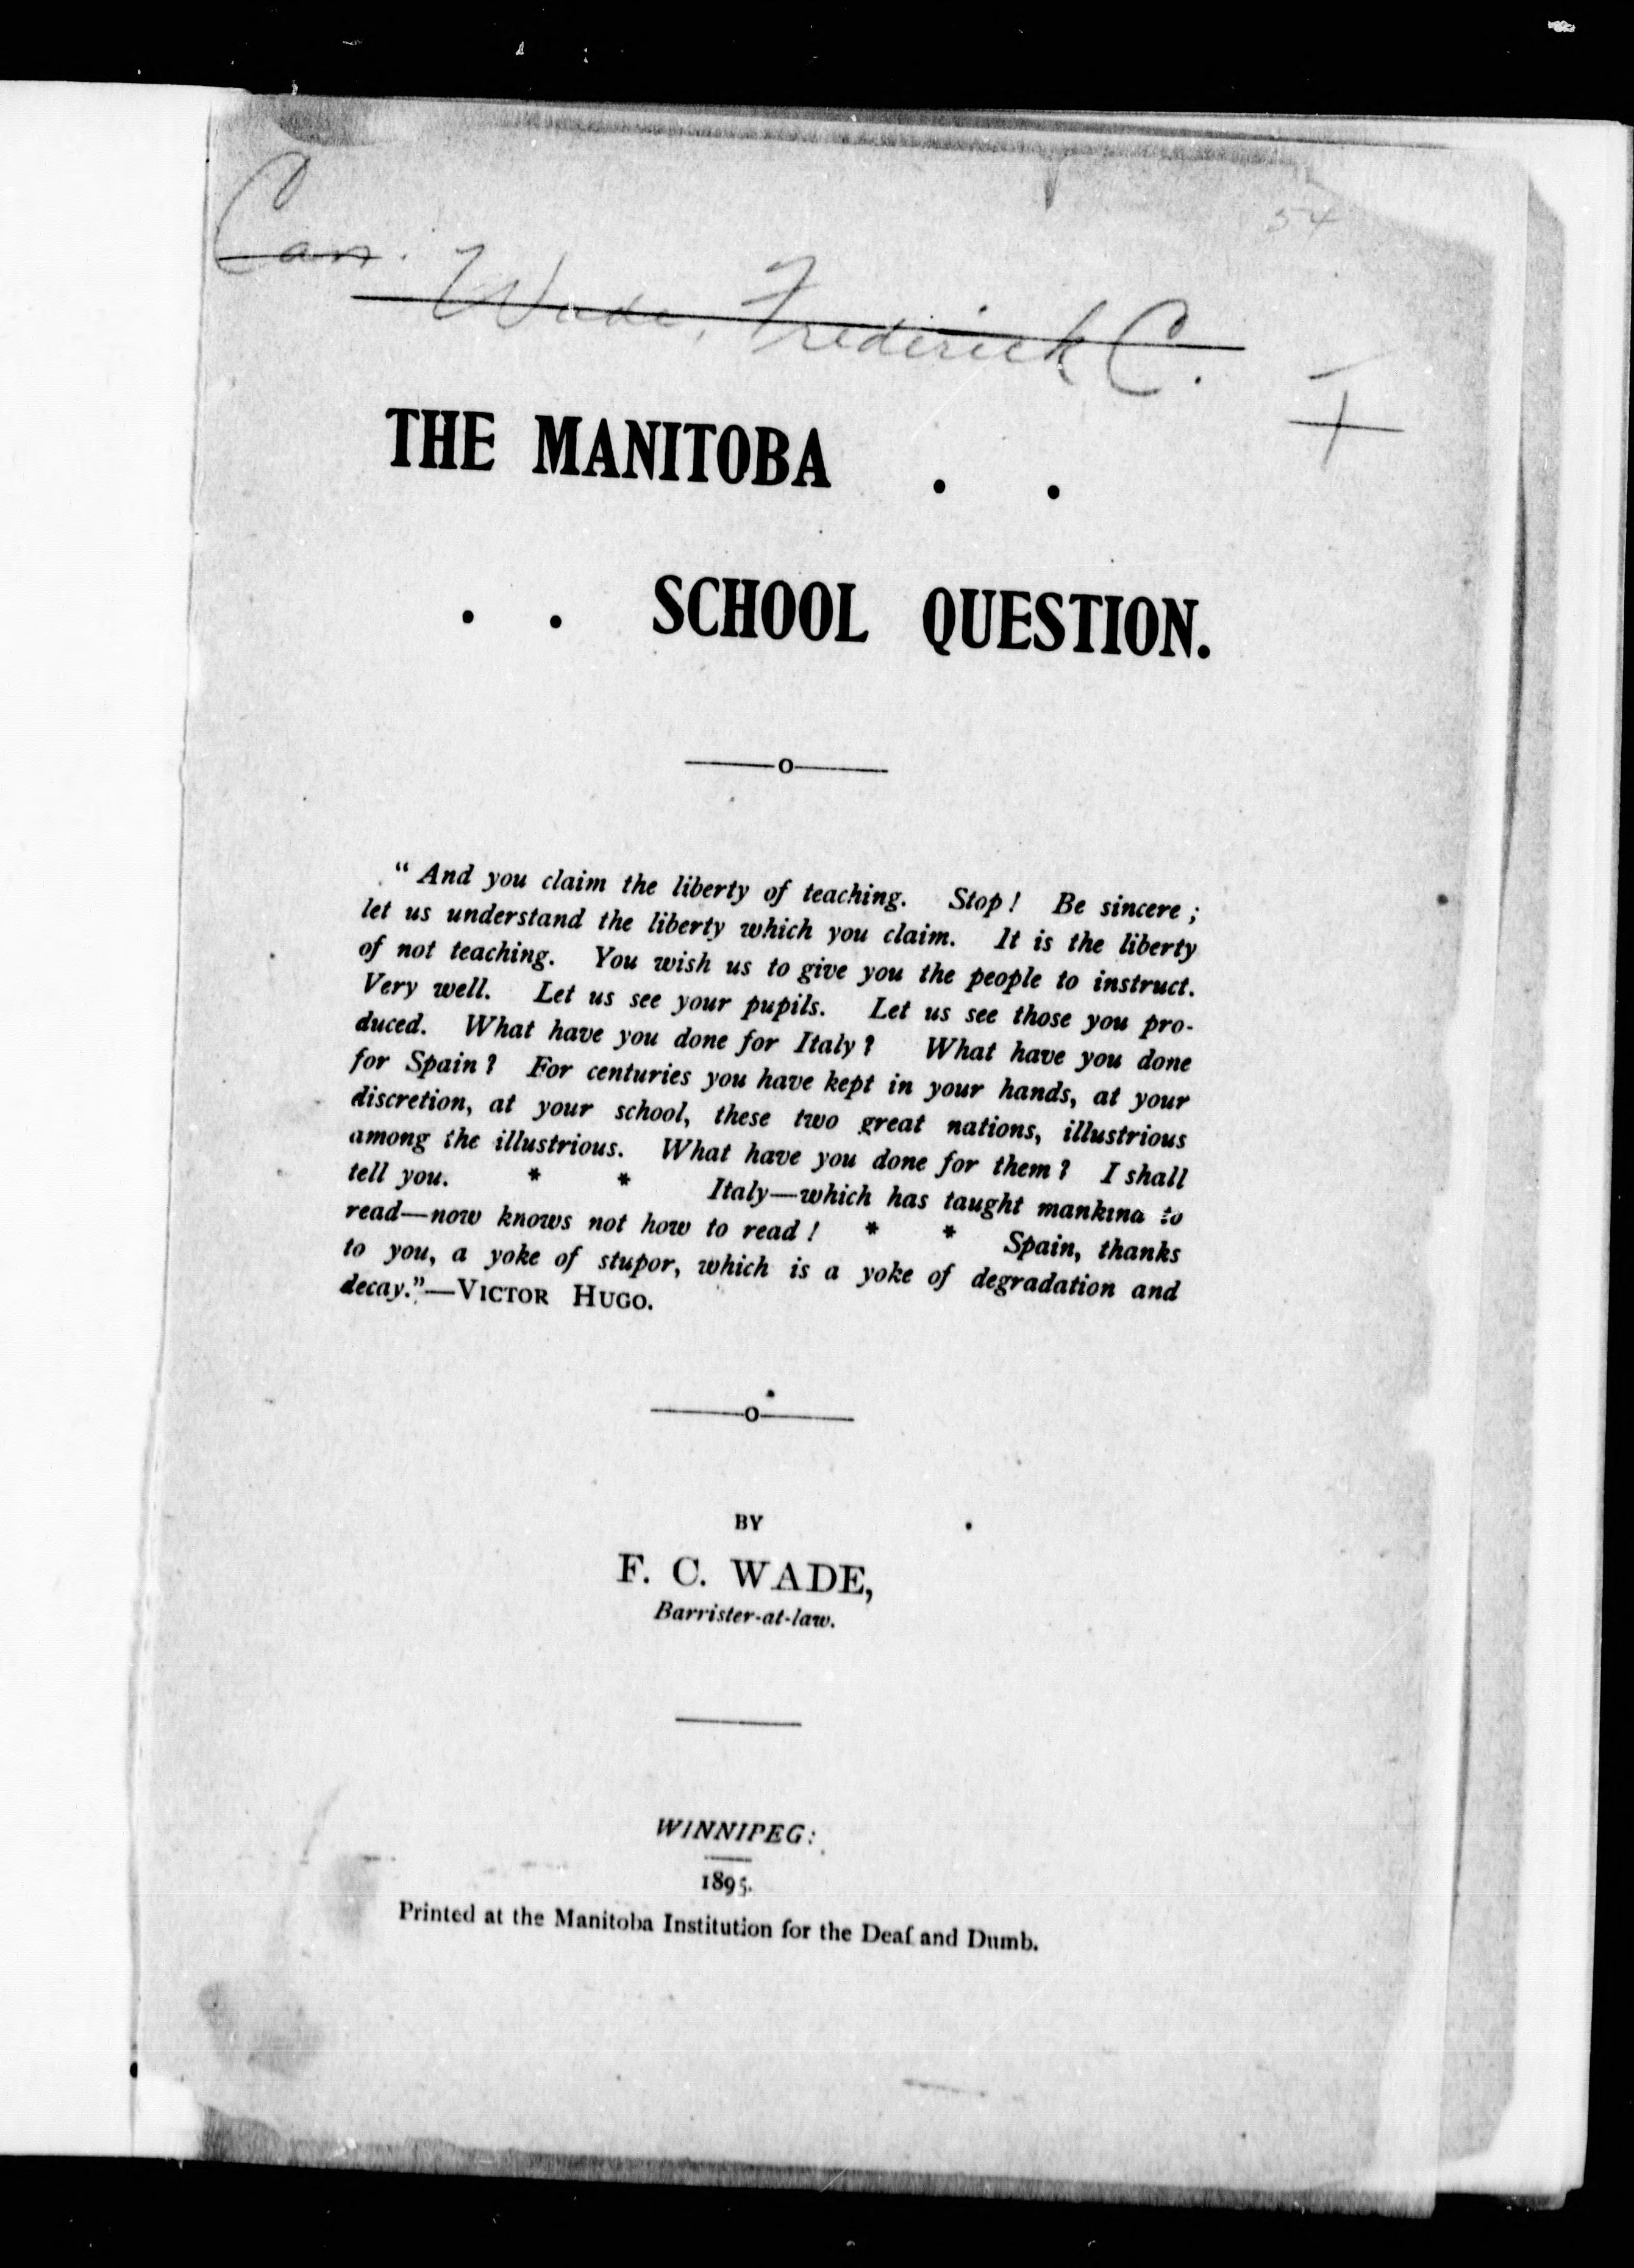 54
Can.
Wade, Frederick C.
THE MANITOBA . .
. . SCHOOL QUESTION.
o
" And you claim the liberty of teaching. Stop! Be sincere ;
let us understand the liberty which you claim. It is the liberty
of not teaching. You wish us to give you the people to instruct.
Very well. Let us see your pupils. Let us see those you pro-
duced. What have you done for Italy? What have you done
for Spain? For centuries you have kept in your hands, at your
discretion, at your school, these two great nations, illustrious
among the illustrious. What have you done for them? I shall
tell you. * * Italy—which has taught mankind to
read—now knows not how to read! * * Spain, thanks
to you, a yoke of stupor, which is a yoke of degradation and
decay."—VICTOR HUGO.
o
BY
F. C. WADE,
Barrister-at-law.
WINNIPEG:
1895.
Printed at the Manitoba Institution for the Deaf and Dumb.